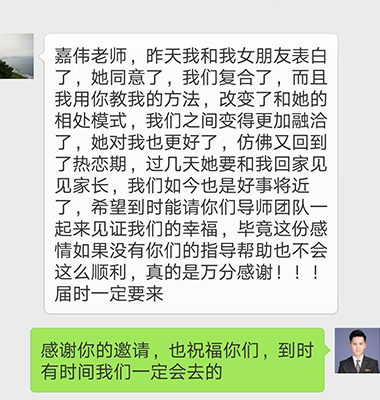 嘉伟老师，昨天我和我女朋友表白
了，她同意了，我们复合了，而且
我用你教我的方法，改变了和她的
相处模式，我们之间变得更加融洽
了，她对我也更好了，仿佛又回到
了热恋期，过几天她要和我回家见
见家长，我们如今也是好事将近
了，希望到时能请你们导师团队一
起来见证我们的幸福，毕竟这份感
情如果没有你们的指导帮助也不会
这么顺利，真的是万分感谢！！！
届时一定要来
感谢你的邀请，也祝福你们，到时
有时间我们一定会去的